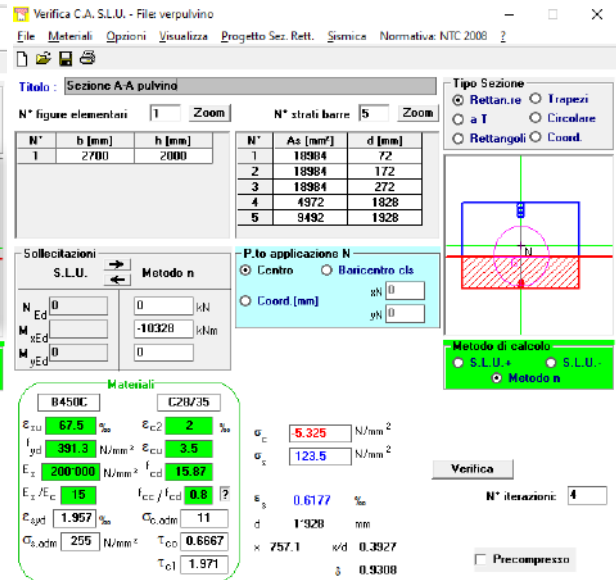 Verifica C.A. S.L.U. - File: verpulvino
File Materiali Opzioni Visualizza Progetto Sez. Rett. Sismica Normativa: NTC 2008 ?
Titolo : Sezione A-A pulvino
N° figure elementari 1 Zoom
N° b [mm] h [mm]
1 2700 2000
N° strati barre 5 Zoom
N° As [mm²] d [mm]
1 18984 72
2 18984 172
3 18984 272
4 4972 1828
5 9492 1928
Tipo Sezione
Rettan.re Trapezi
a T Circolare
Rettangoli Coord.
Sollecitazioni
S.L.U. Metodo n
N Ed 0 0 kN
M xEd 0 -10328 kNm
M yEd 0 0
P.to applicazione N
Centro Baricentro cls
Coord.[mm] xN 0
yN 0
N
Metodo di calcolo
S.L.U.+ S.L.U.-
Metodo n
Materiali
B450C C28/35
εsu 67.5 ‰ εc2 2 ‰
fyd 391.3 N/mm² εcu 3.5
Es 200'000 N/mm² fcd 15.87
Es/Ec 15 fcc/fcd 0.8 ?
εsyd 1.957 ‰ σc,adm 11
σs,adm 255 N/mm² τco 0.6667
τc1 1.971
σc -5.325 N/mm²
σs 123.5 N/mm²
εs 0.6177 ‰
d 1'928 mm
x 757.1 x/d 0.3927
δ 0.9308
Verifica
N° iterazioni: 4
Precompresso